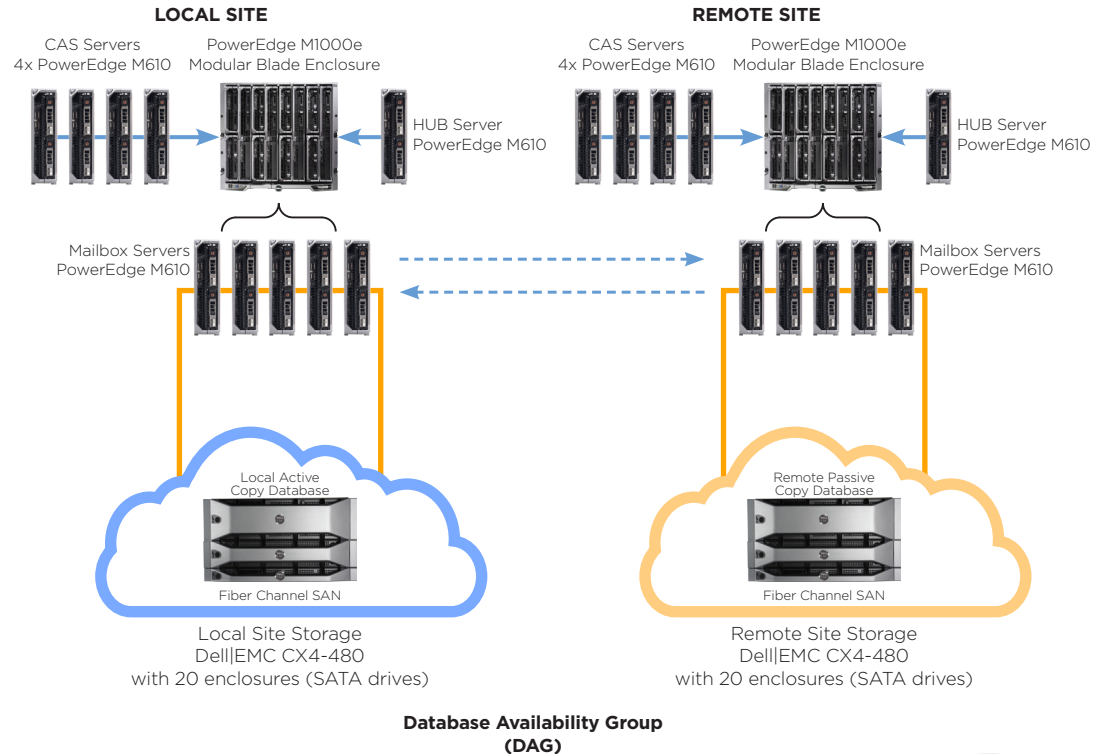 LOCAL SITE
CAS Servers
4x PowerEdge M610
PowerEdge M1000e
Modular Blade Enclosure
HUB Server
PowerEdge M610
Mailbox Servers
PowerEdge M610
Local Active
Copy Database
Fiber Channel SAN
Local Site Storage
Dell|EMC CX4-480
with 20 enclosures (SATA drives)
REMOTE SITE
CAS Servers
4x PowerEdge M610
PowerEdge M1000e
Modular Blade Enclosure
HUB Server
PowerEdge M610
Mailbox Servers
PowerEdge M610
Remote Passive
Copy Database
Fiber Channel SAN
Remote Site Storage
Dell|EMC CX4-480
with 20 enclosures (SATA drives)
Database Availability Group
(DAG)